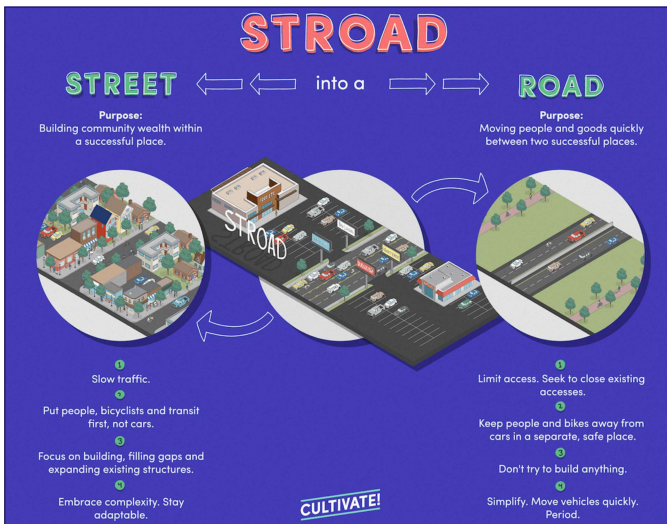 STROAD
STREET
into a
ROAD
Purpose:
Building community wealth within
a successful place.
Purpose:
Moving people and goods quickly
between two successful places.
STROAD
1
Slow traffic.
2
Put people, bicyclists and transit
first, not cars.
3
Focus on building, filling gaps and
expanding existing structures.
4
Embrace complexity. Stay
adaptable.
1
Limit access. Seek to close existing
accesses.
2
Keep people and bikes away from
cars in a separate, safe place.
3
Don't try to build anything.
4
Simplify. Move vehicles quickly.
Period.
CULTIVATE!